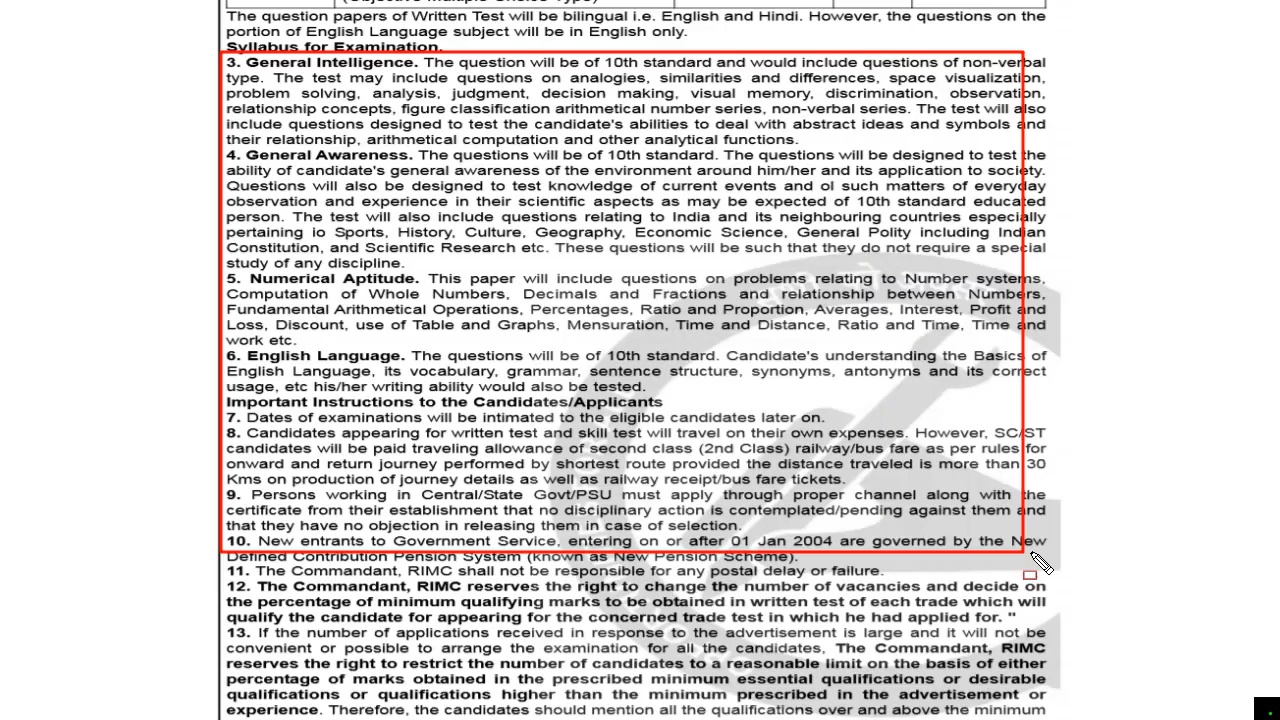 (Objective Multiple Choice Type)
The question papers of Written Test will be bilingual i.e. English and Hindi. However, the questions on the
portion of English Language subject will be in English only.
Syllabus for Examination.
3. General Intelligence. The question will be of 10th standard and would include questions of non-verbal
type. The test may include questions on analogies, similarities and differences, space visualization,
problem solving, analysis, judgment, decision making, visual memory, discrimination, observation,
relationship concepts, figure classification arithmetical number series, non-verbal series. The test will also
include questions designed to test the candidate's abilities to deal with abstract ideas and symbols and
their relationship, arithmetical computation and other analytical functions.
4. General Awareness. The questions will be of 10th standard. The questions will be designed to test the
ability of candidate's general awareness of the environment around him/her and its application to society.
Questions will also be designed to test knowledge of current events and ol such matters of everyday
observation and experience in their scientific aspects as may be expected of 10th standard educated
person. The test will also include questions relating to India and its neighbouring countries especially
pertaining io Sports, History, Culture, Geography, Economic Science, General Polity including Indian
Constitution, and Scientific Research etc. These questions will be such that they do not require a special
study of any discipline.
5. Numerical Aptitude. This paper will include questions on problems relating to Number systems,
Computation of Whole Numbers, Decimals and Fractions and relationship between Numbers,
Fundamental Arithmetical Operations, Percentages, Ratio and Proportion, Averages, Interest, Profit and
Loss, Discount, use of Table and Graphs, Mensuration, Time and Distance, Ratio and Time, Time and
work etc.
6. English Language. The questions will be of 10th standard. Candidate's understanding the Basics of
English Language, its vocabulary, grammar, sentence structure, synonyms, antonyms and its correct
usage, etc his/her writing ability would also be tested.
Important Instructions to the Candidates/Applicants
7. Dates of examinations will be intimated to the eligible candidates later on.
8. Candidates appearing for written test and skill test will travel on their own expenses. However, SC/ST
candidates will be paid traveling allowance of second class (2nd Class) railway/bus fare as per rules for
onward and return journey performed by shortest route provided the distance traveled is more than 30
Kms on production of journey details as well as railway receipt/bus fare tickets.
9. Persons working in Central/State Govt/PSU must apply through proper channel along with the
certificate from their establishment that no disciplinary action is contemplated/pending against them and
that they have no objection in releasing them in case of selection.
10. New entrants to Government Service, entering on or after 01 Jan 2004 are governed by the New
Defined Contribution Pension System (known as New Pension Scheme).
11. The Commandant, RIMC shall not be responsible for any postal delay or failure.
12. The Commandant, RIMC reserves the right to change the number of vacancies and decide on
the percentage of minimum qualifying marks to be obtained in written test of each trade which will
qualify the candidate for appearing for the concerned trade test in which he had applied for. "
13. If the number of applications received in response to the advertisement is large and it will not be
convenient or possible to arrange the examination for all the candidates, The Commandant, RIMC
reserves the right to restrict the number of candidates to a reasonable limit on the basis of either
percentage of marks obtained in the prescribed minimum essential qualifications or desirable
qualifications or qualifications higher than the minimum prescribed in the advertisement or
experience. Therefore, the candidates should mention all the qualifications over and above the minimum